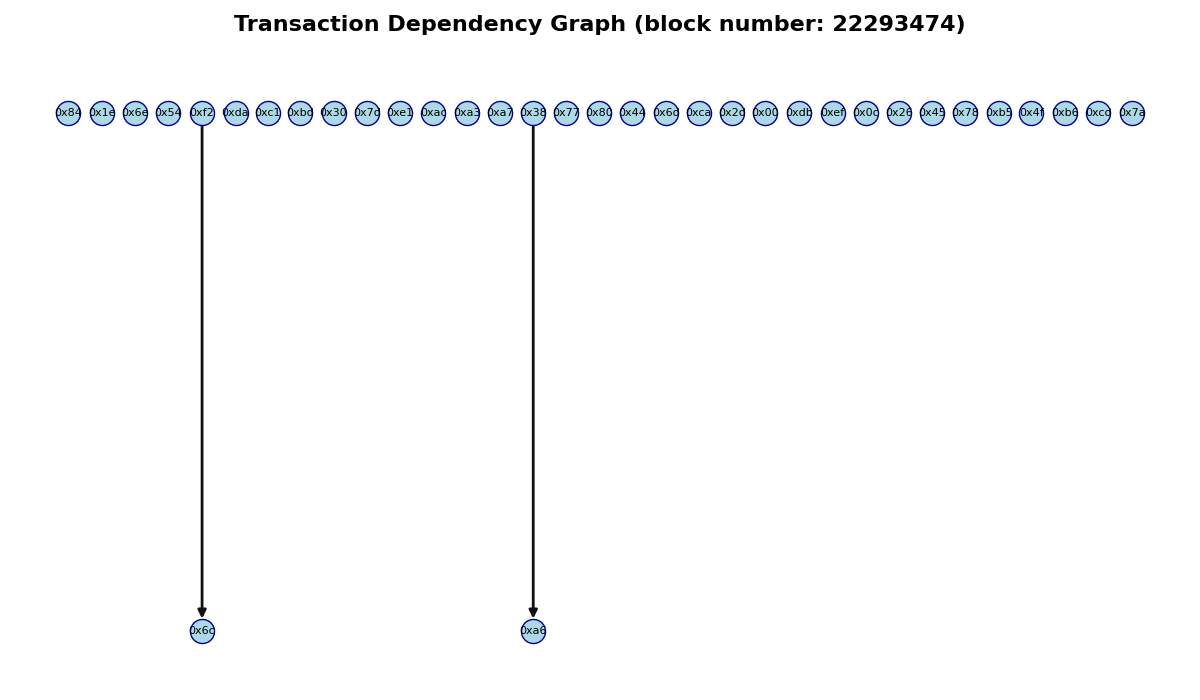 Transaction Dependency Graph (block number: 22293474)
0x84 0x1e 0x6e 0x54 0xf2 0xda 0xc1 0xbd 0x30 0x7d 0xe1 0xac 0xa3 0xa7 0x38 0x77 0x80 0x44 0x6d 0xca 0x2d 0x00 0xdb 0xef 0x0c 0x26 0x45 0x78 0xb5 0x4f 0xb6 0xcd 0x7a
0x6c 0xa6